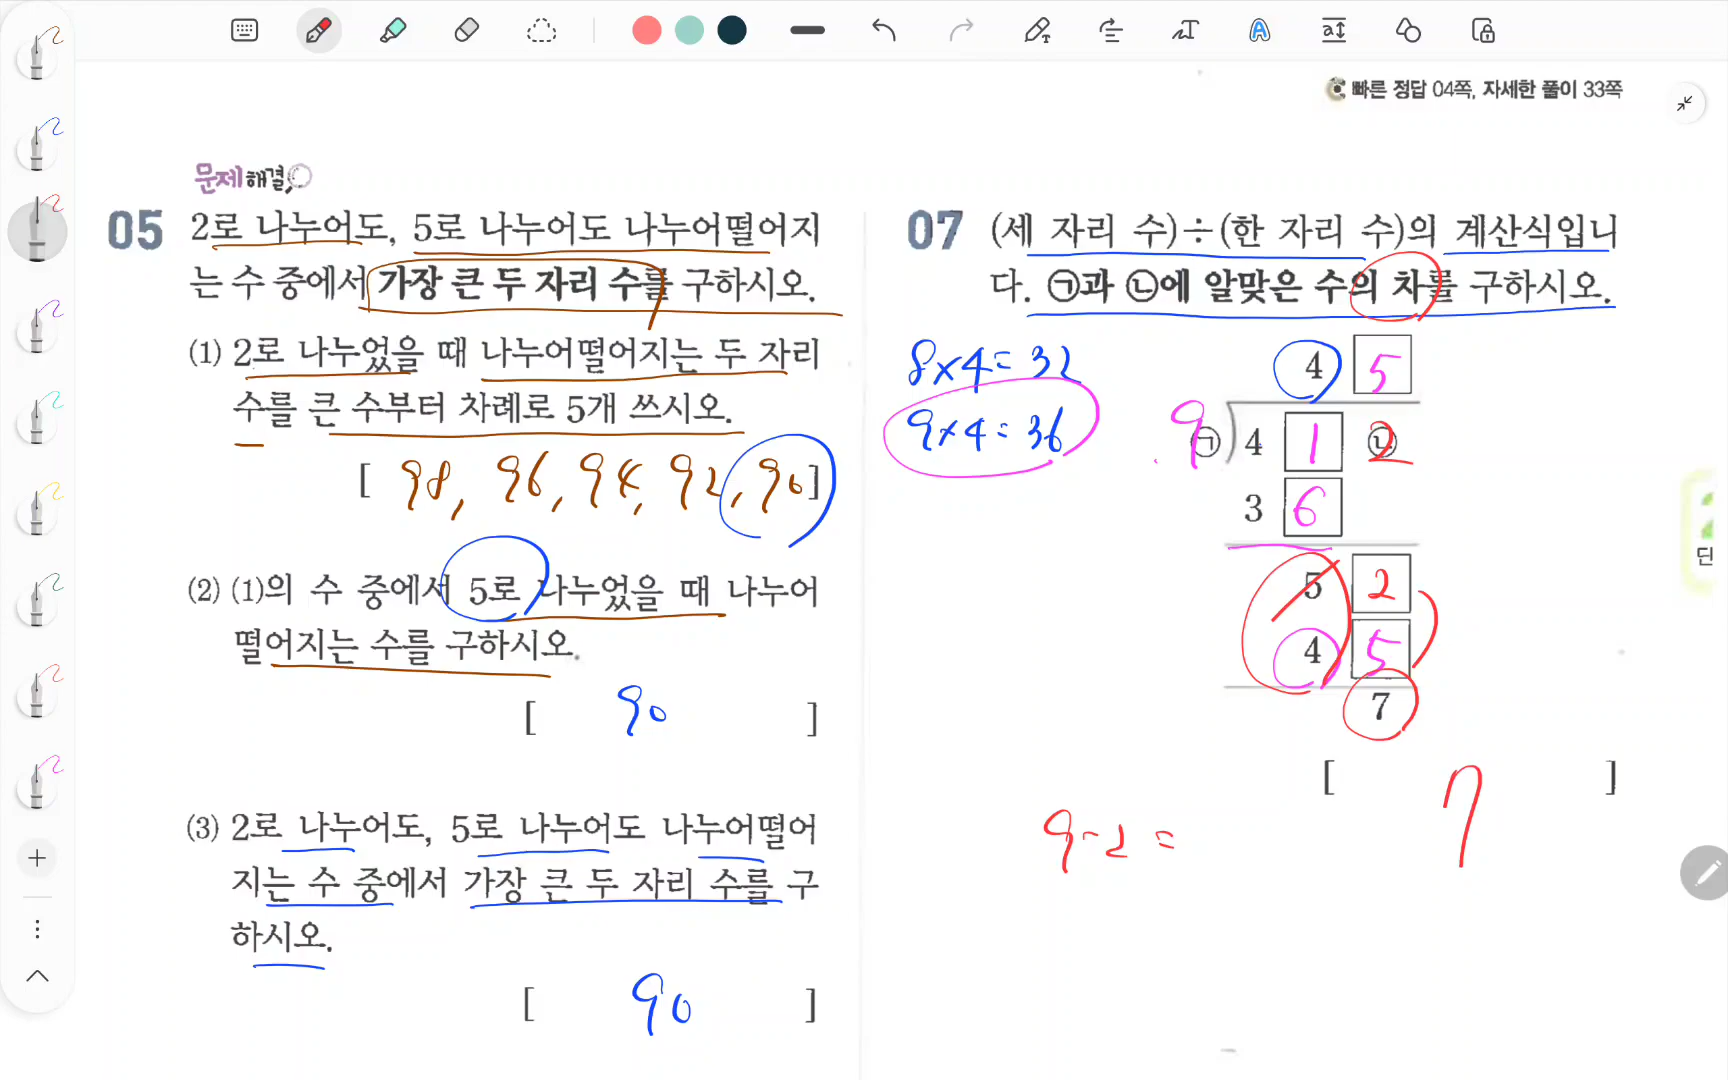 빠른 정답 04쪽, 자세한 풀이 33쪽
문제해결
05 2로 나누어도, 5로 나누어도 나누어떨어지
는 수 중에서 가장 큰 두 자리 수를 구하시오.
(1) 2로 나누었을 때 나누어떨어지는 두 자리
수를 큰 수부터 차례로 5개 쓰시오.
[ 98, 96, 94, 92, 90 ]
(2) (1)의 수 중에서 5로 나누었을 때 나누어
떨어지는 수를 구하시오.
[ 90 ]
(3) 2로 나누어도, 5로 나누어도 나누어떨어
지는 수 중에서 가장 큰 두 자리 수를 구
하시오.
[ 90 ]
07 (세 자리 수)÷(한 자리 수)의 계산식입니
다. ㉠과 ㉡에 알맞은 수의 차를 구하시오.
8×4=32
9×4=36
4 5
9 ㉠ 4 1 ㉡ 2
3 6
5 2
4 5
7
[ 7 ]
9-2=
딘